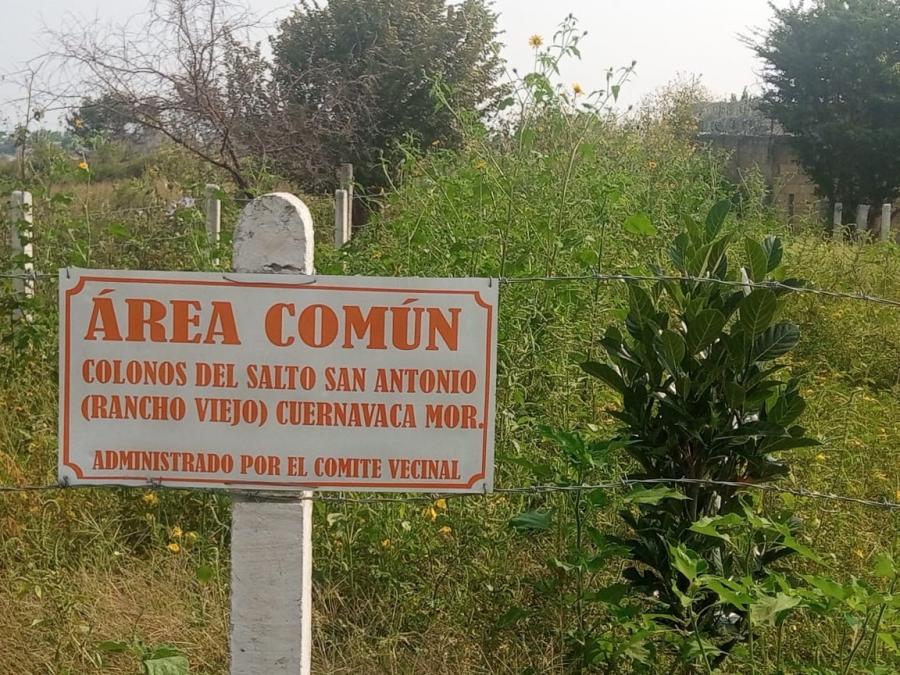 ÁREA COMÚN
COLONOS DEL SALTO SAN ANTONIO
(RANCHO VIEJO) CUERNAVACA MOR.
ADMINISTRADO POR EL COMITE VECINAL